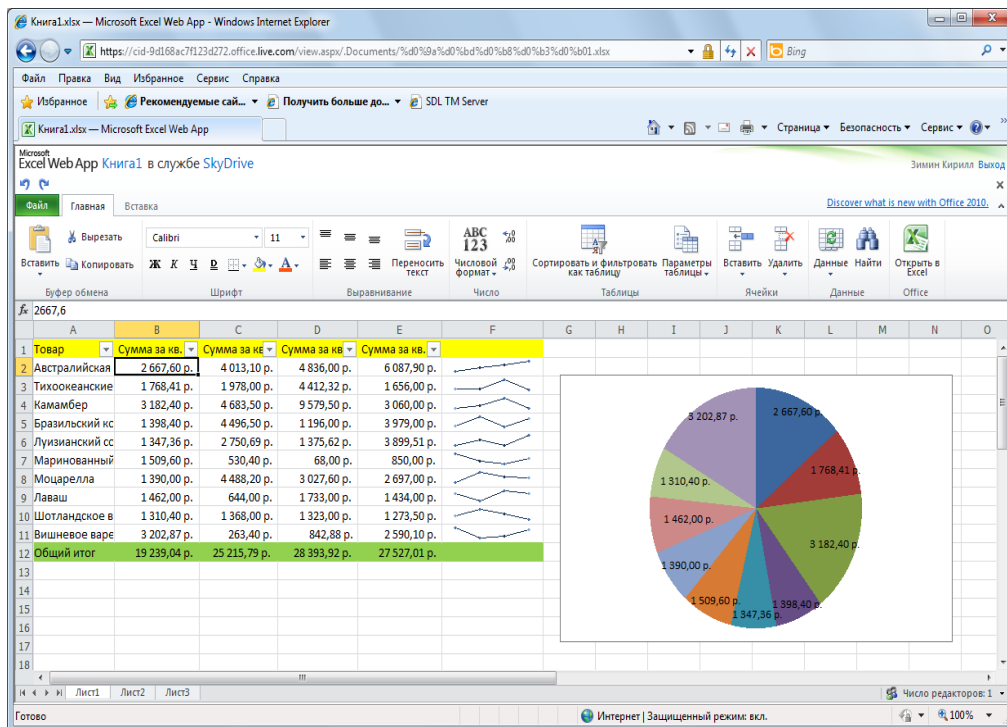 Книга1.xlsx — Microsoft Excel Web App - Windows Internet Explorer
https://cid-9d168ac7f123d272.office.live.com/view.aspx/.Documents/%d0%9a%d0%bd%d0%b8%d0%b3%d0%b01.xlsx
Bing
Файл Правка Вид Избранное Сервис Справка
Избранное Рекомендуемые сай... Получить больше до... SDL TM Server
Книга1.xlsx — Microsoft Excel Web App Страница Безопасность Сервис
Microsoft
Excel Web App Книга1 в службе SkyDrive Зимин Кирилл Выход
Файл Главная Вставка Discover what is new with Office 2010.
Вставить Вырезать Копировать
Calibri 11
Ж К Ч D A
Переносить текст
ABC 123
Числовой формат
Сортировать и фильтровать как таблицу
Параметры таблицы
Вставить Удалить
Данные Найти
Открыть в Excel
Буфер обмена Шрифт Выравнивание Число Таблицы Ячейки Данные Office
fx 2667,6
A B C D E F G H I J K L M N O
1 Товар Сумма за кв. Сумма за кв Сумма за кв Сумма за кв.
2 Австралийская 2 667,60 р. 4 013,10 р. 4 836,00 р. 6 087,90 р.
3 Тихоокеанские 1 768,41 р. 1 978,00 р. 4 412,32 р. 1 656,00 р.
4 Камамбер 3 182,40 р. 4 683,50 р. 9 579,50 р. 3 060,00 р.
5 Бразильский кс 1 398,40 р. 4 496,50 р. 1 196,00 р. 3 979,00 р.
6 Луизианский сс 1 347,36 р. 2 750,69 р. 1 375,62 р. 3 899,51 р.
7 Маринованный 1 509,60 р. 530,40 р. 68,00 р. 850,00 р.
8 Моцарелла 1 390,00 р. 4 488,20 р. 3 027,60 р. 2 697,00 р.
9 Лаваш 1 462,00 р. 644,00 р. 1 733,00 р. 1 434,00 р.
10 Шотландское в 1 310,40 р. 1 368,00 р. 1 323,00 р. 1 273,50 р.
11 Вишневое варе 3 202,87 р. 263,40 р. 842,88 р. 2 590,10 р.
12 Общий итог 19 239,04 р. 25 215,79 р. 28 393,92 р. 27 527,01 р.
13
14
15
16
17
18
3 202,87 р. 2 667,60 р.
1 768,41 р.
1 310,40 р.
1 462,00 р.
3 182,40 р.
1 390,00 р.
1 509,60 р. 1 398,40 р.
1 347,36 р.
Лист1 Лист2 Лист3 Число редакторов: 1
Готово Интернет | Защищенный режим: вкл. 100%